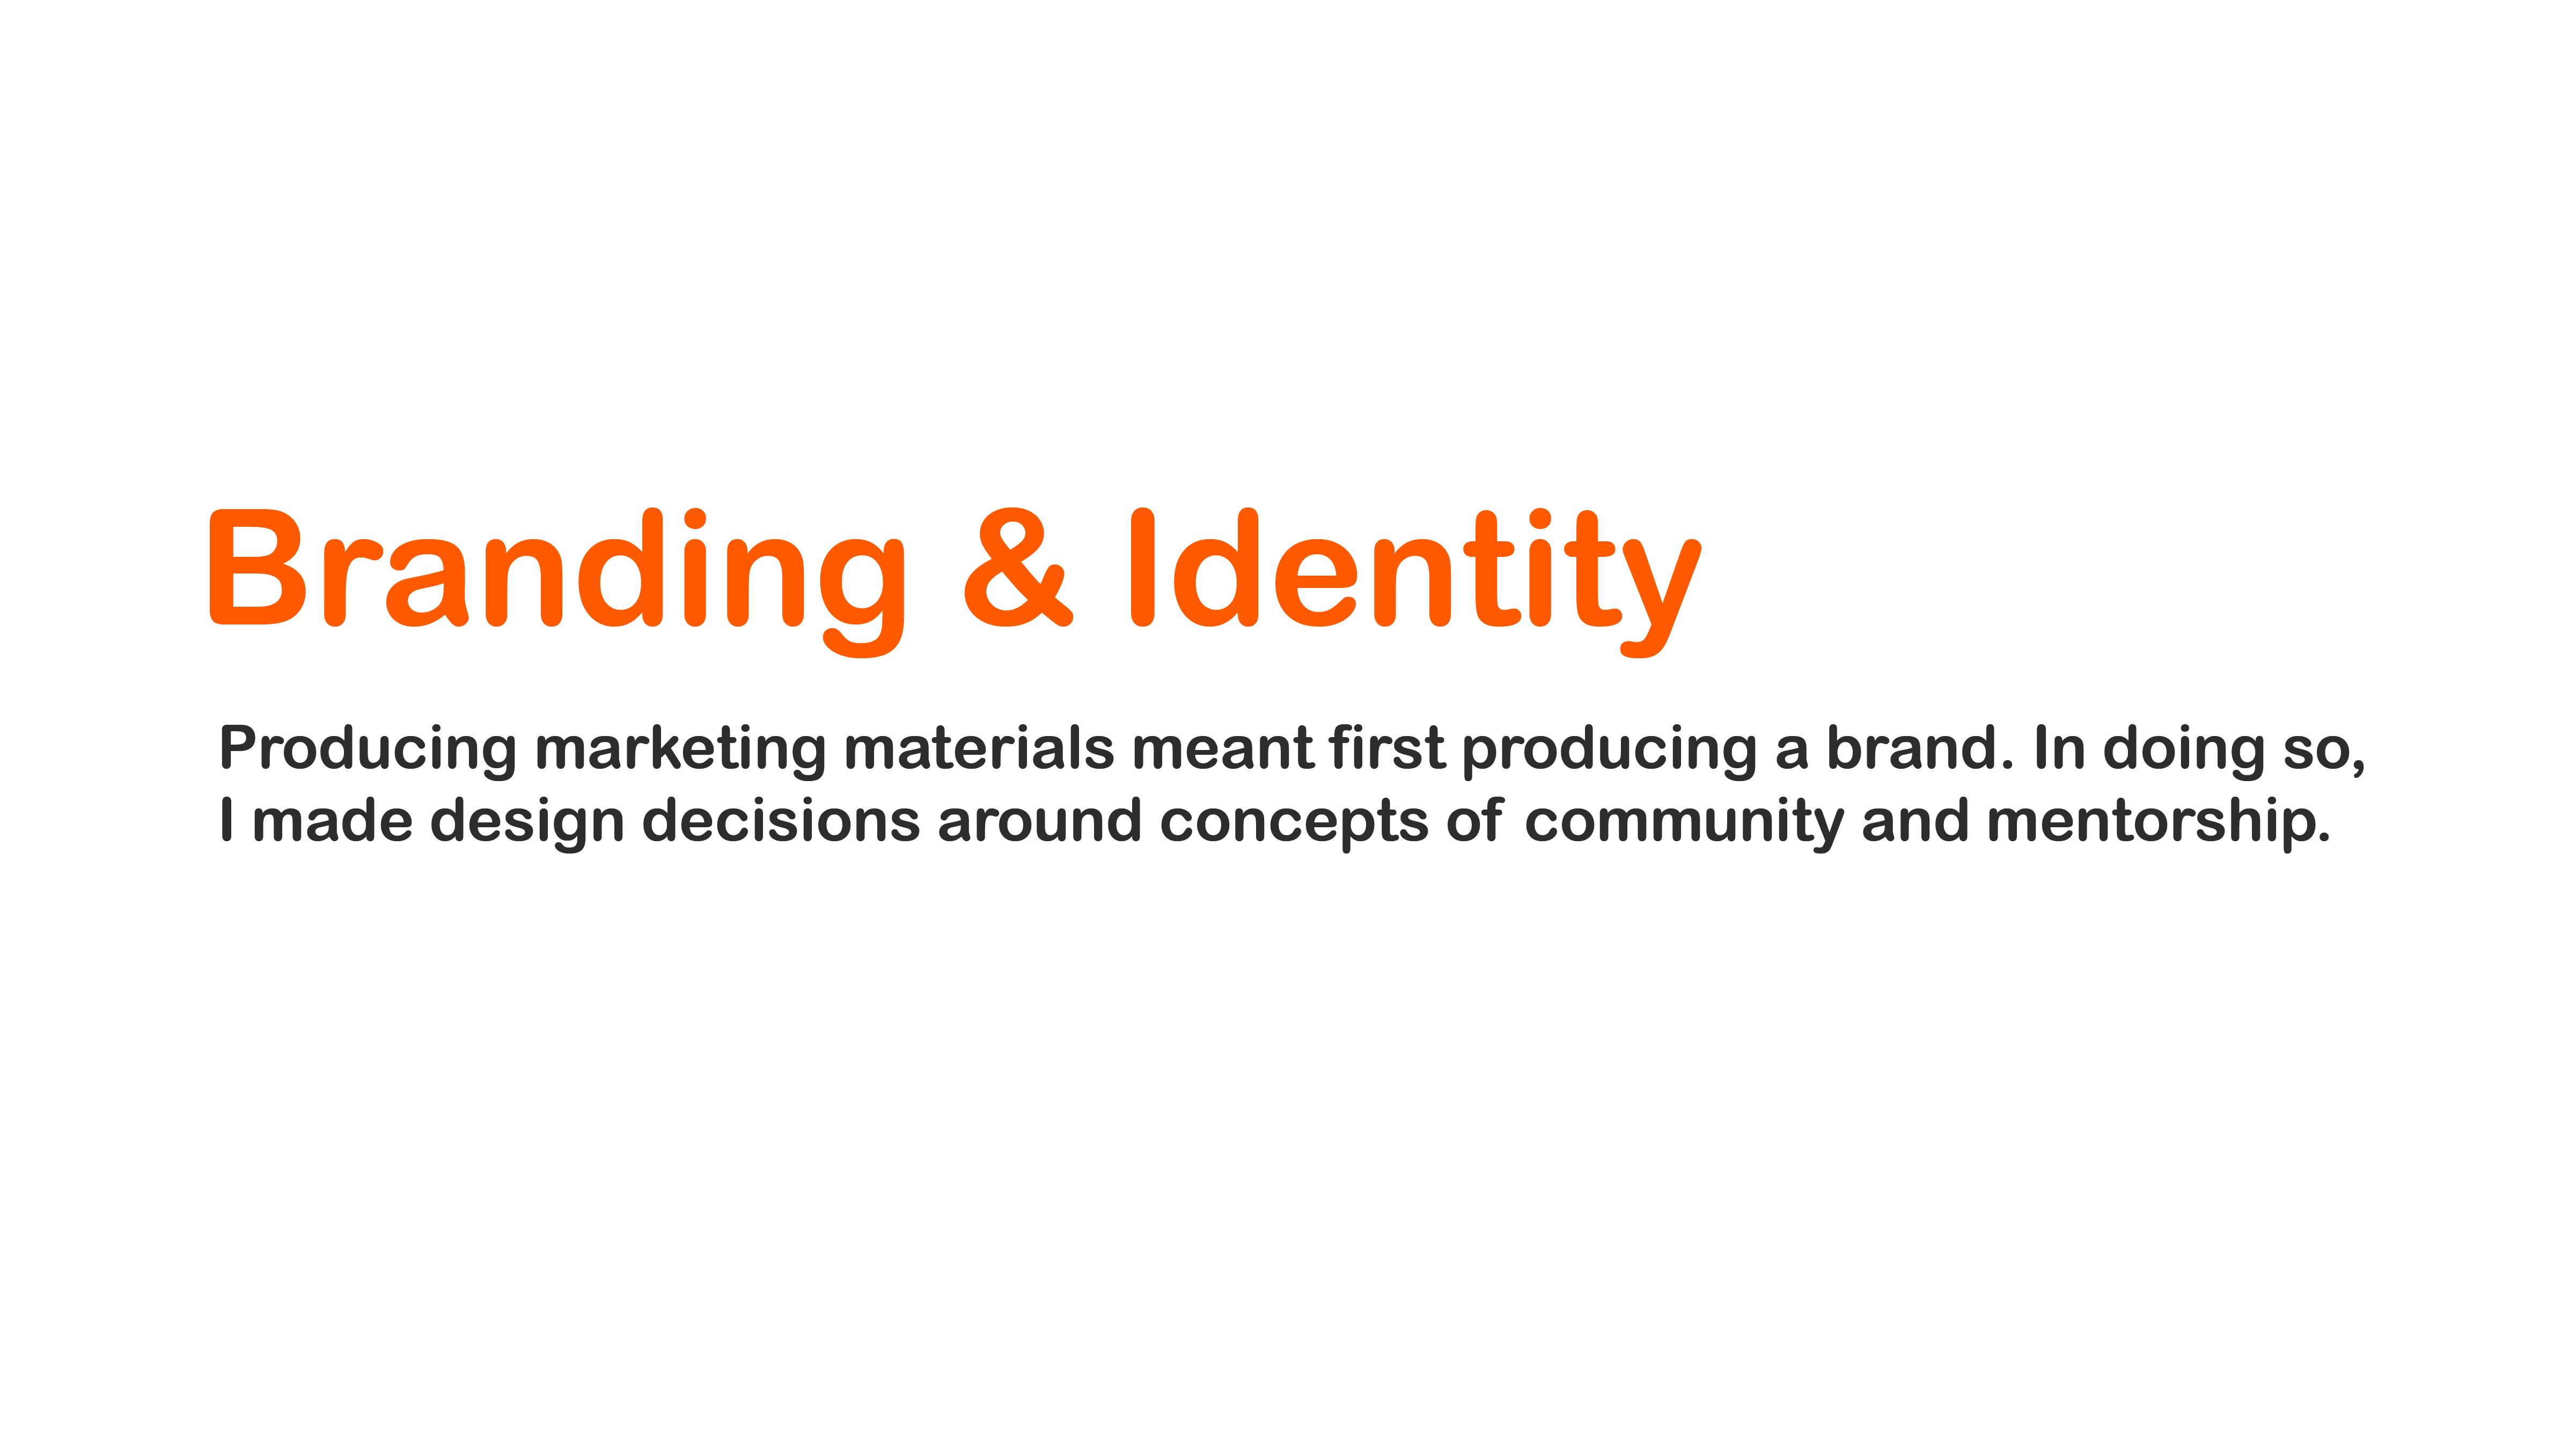 Branding & Identity
Producing marketing materials meant first producing a brand. In doing so,
I made design decisions around concepts of community and mentorship.